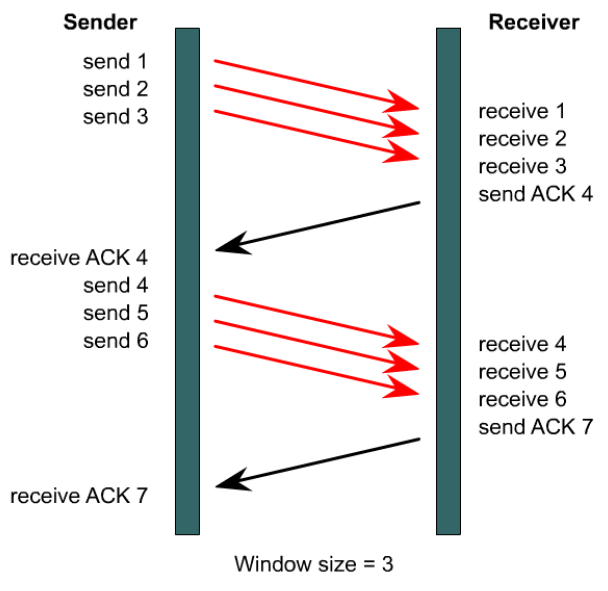 Sender
Receiver
send 1
send 2
send 3
receive 1
receive 2
receive 3
send ACK 4
receive ACK 4
send 4
send 5
send 6
receive 4
receive 5
receive 6
send ACK 7
receive ACK 7
Window size = 3